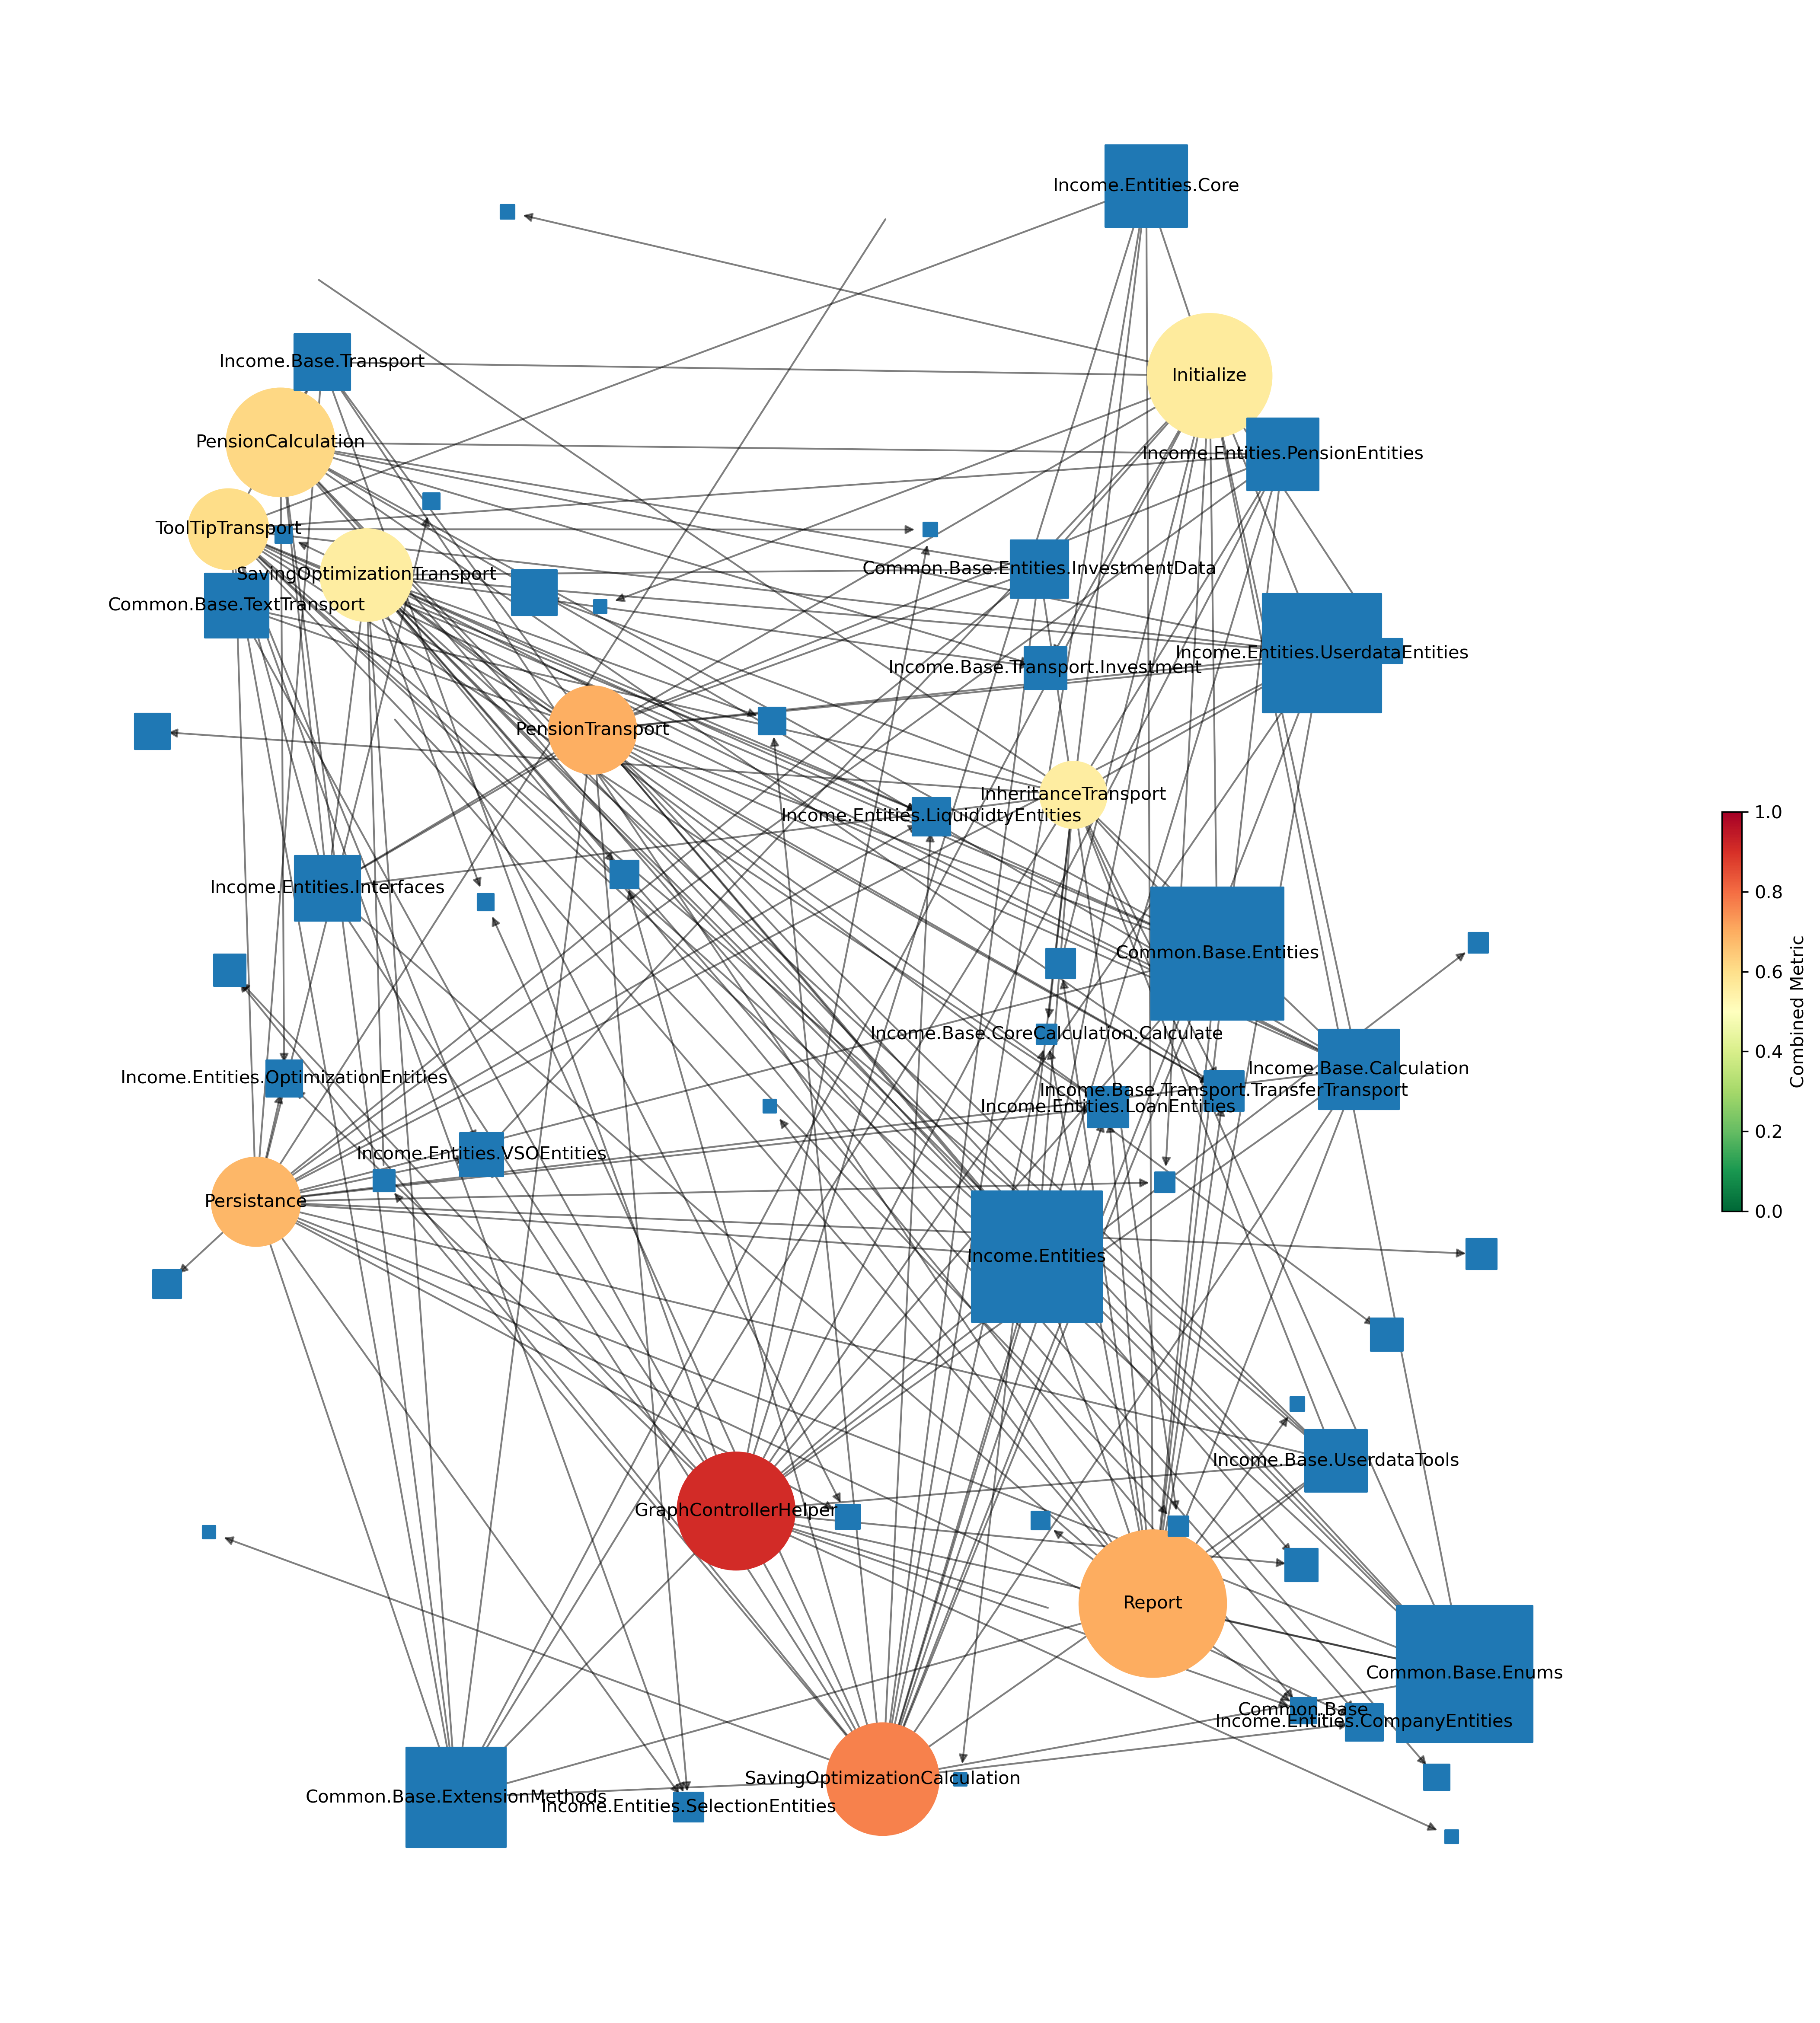 Income.Entities.Core
Income.Base.Transport
Initialize
PensionCalculation
Income.Entities.PensionEntities
ToolTipTransport
Common.Base.Entities.InvestmentData
SavingOptimizationTransport
Common.Base.TextTransport
Income.Entities.UserdataEntities
Income.Base.Transport.Investment
PensionTransport
InheritanceTransport
Income.Entities.LiquididtyEntities
Income.Entities.Interfaces
Common.Base.Entities
Income.Base.CoreCalculation.Calculate
Income.Base.Calculation
Income.Entities.OptimizationEntities
Income.Base.Transport.TransferTransport
Income.Entities.LoanEntities
Income.Entities.VSOEntities
Persistance
Income.Entities
Income.Base.UserdataTools
GraphControllerHelper
Report
Common.Base.Enums
Common.Base
Income.Entities.CompanyEntities
SavingOptimizationCalculation
Common.Base.ExtensionMethods
Income.Entities.SelectionEntities
1.0
0.8
0.6
0.4
0.2
0.0
Combined Metric